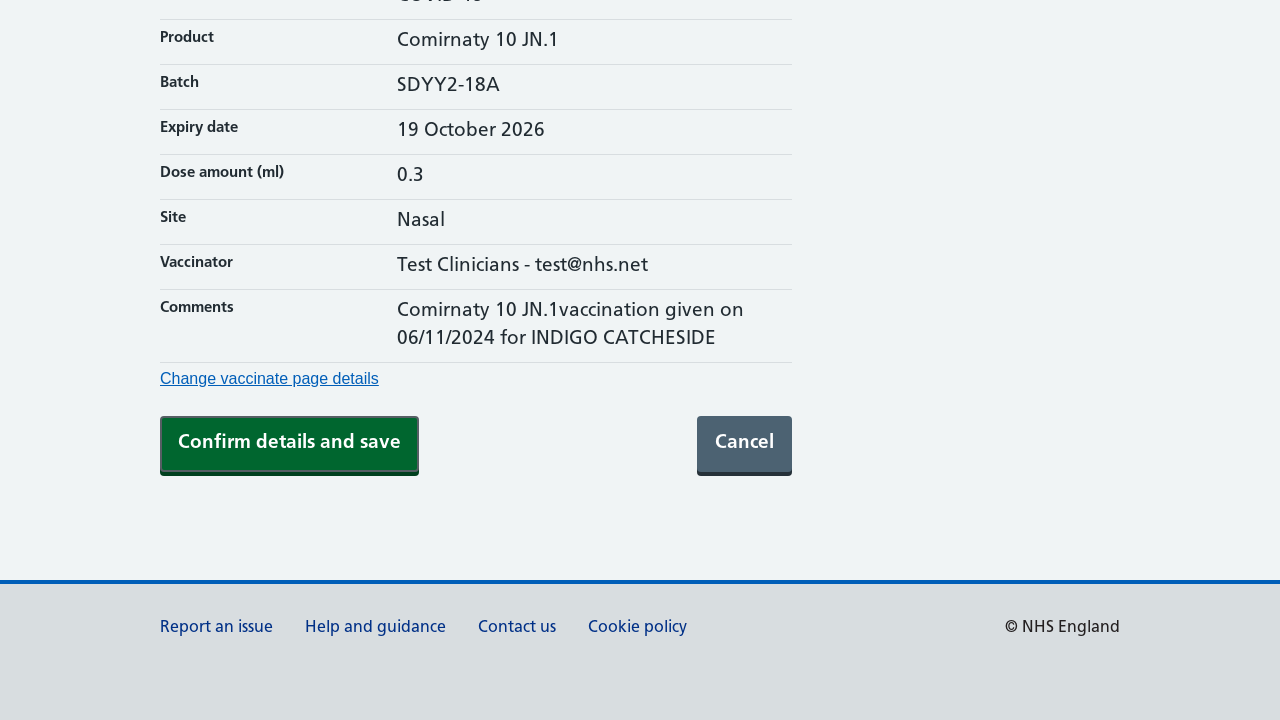 Product
Comirnaty 10 JN.1
Batch
SDYY2-18A
Expiry date
19 October 2026
Dose amount (ml)
0.3
Site
Nasal
Vaccinator
Test Clinicians - test@nhs.net
Comments
Comirnaty 10 JN.1vaccination given on
06/11/2024 for INDIGO CATCHESIDE
Change vaccinate page details
Confirm details and save
Cancel
Report an issue
Help and guidance
Contact us
Cookie policy
© NHS England